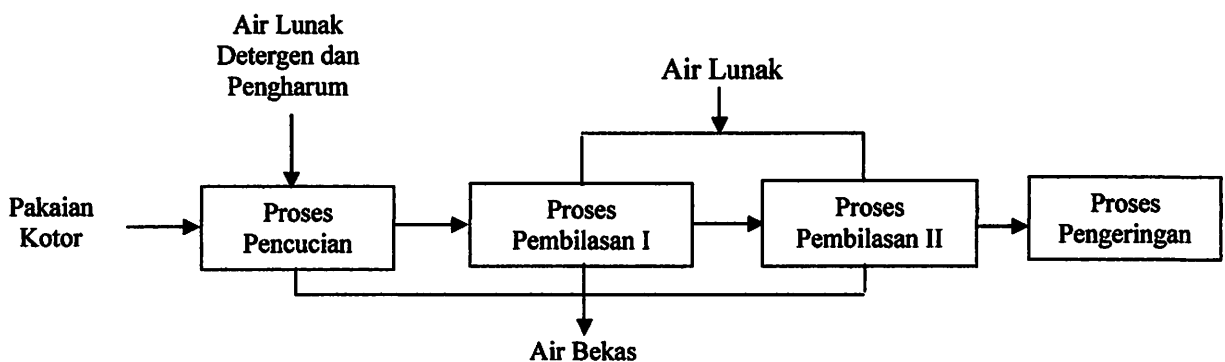 Air Lunak
Detergen dan
Pengharum
Air Lunak
Pakaian
Kotor
Proses
Pencucian
Proses
Pembilasan I
Proses
Pembilasan II
Proses
Pengeringan
Air Bekas